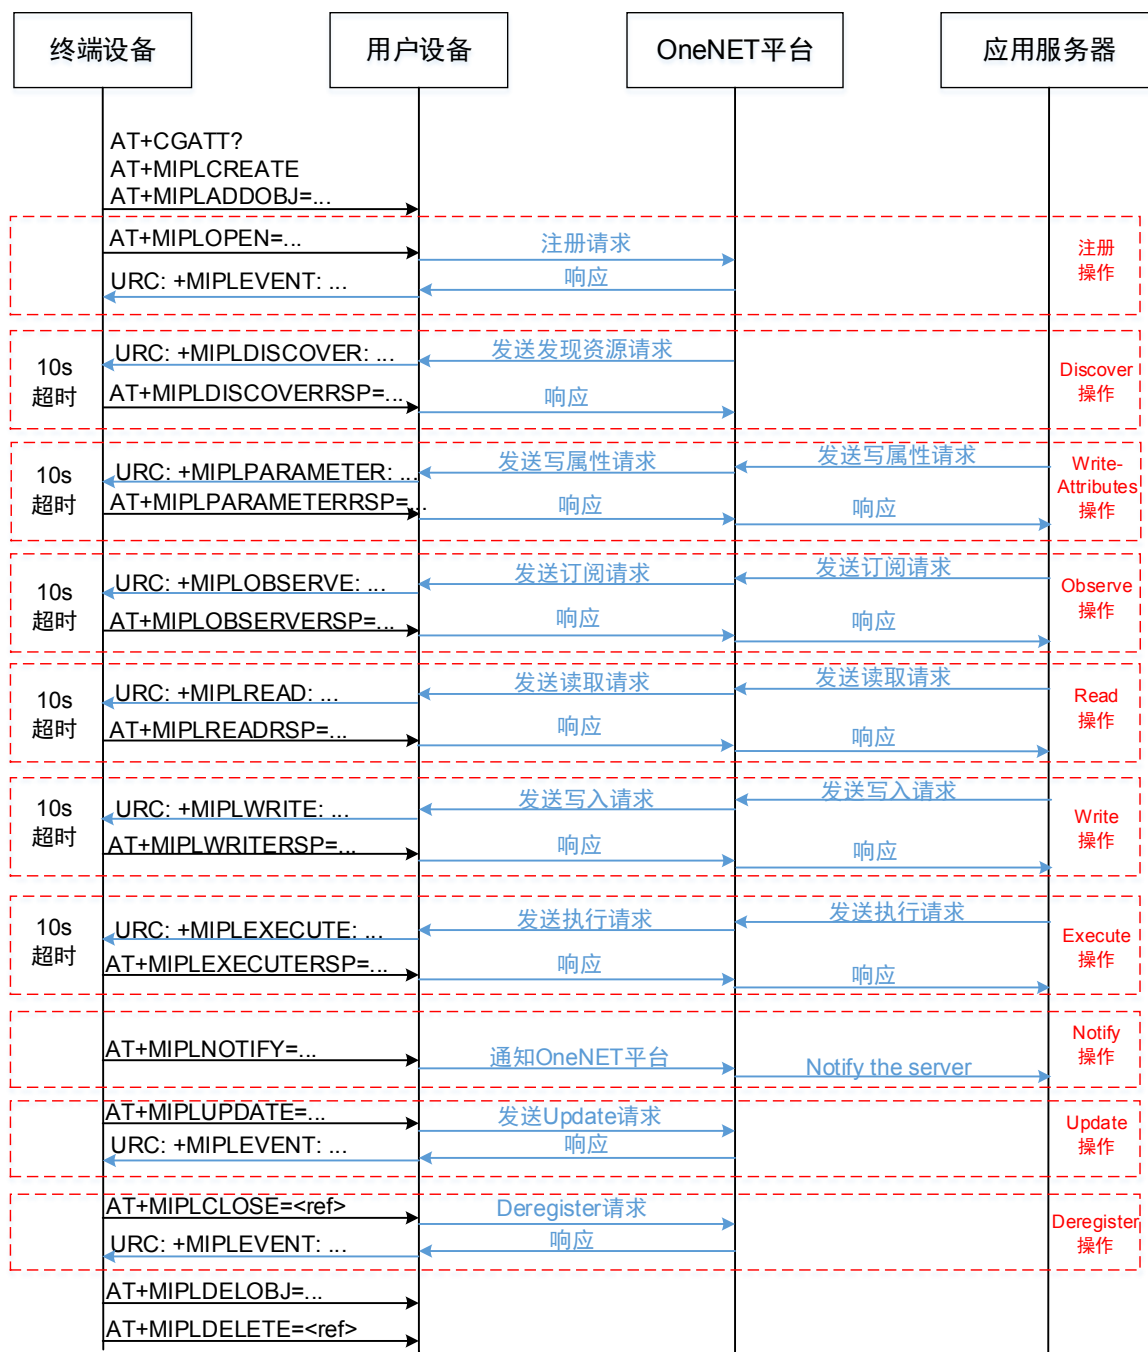 终端设备
用户设备
OneNET平台
应用服务器
AT+CGATT?
AT+MIPLCREATE
AT+MIPLADDOBJ=...
AT+MIPLOPEN=...
注册请求
注册
操作
URC: +MIPLEVENT: ...
响应
10s
超时
URC: +MIPLDISCOVER: ...
发送发现资源请求
Discover
操作
AT+MIPLDISCOVERRSP=...
响应
10s
超时
URC: +MIPLPARAMETER: ...
发送写属性请求
发送写属性请求
Write-
Attributes
操作
AT+MIPLPARAMETERRSP=...
响应
响应
10s
超时
URC: +MIPLOBSERVE: ...
发送订阅请求
发送订阅请求
Observe
操作
AT+MIPLOBSERVERSP=...
响应
响应
10s
超时
URC: +MIPLREAD: ...
发送读取请求
发送读取请求
Read
操作
AT+MIPLREADRSP=...
响应
响应
10s
超时
URC: +MIPLWRITE: ...
发送写入请求
发送写入请求
Write
操作
AT+MIPLWRITERSP=...
响应
响应
10s
超时
URC: +MIPLEXECUTE: ...
发送执行请求
发送执行请求
Execute
操作
AT+MIPLEXECUTERSP=...
响应
响应
AT+MIPLNOTIFY=...
通知OneNET平台
Notify the server
Notify
操作
AT+MIPLUPDATE=...
发送Update请求
Update
操作
URC: +MIPLEVENT: ...
响应
AT+MIPLCLOSE=<ref>
Deregister请求
Deregister
操作
URC: +MIPLEVENT: ...
响应
AT+MIPLDELOBJ=...
AT+MIPLDELETE=<ref>